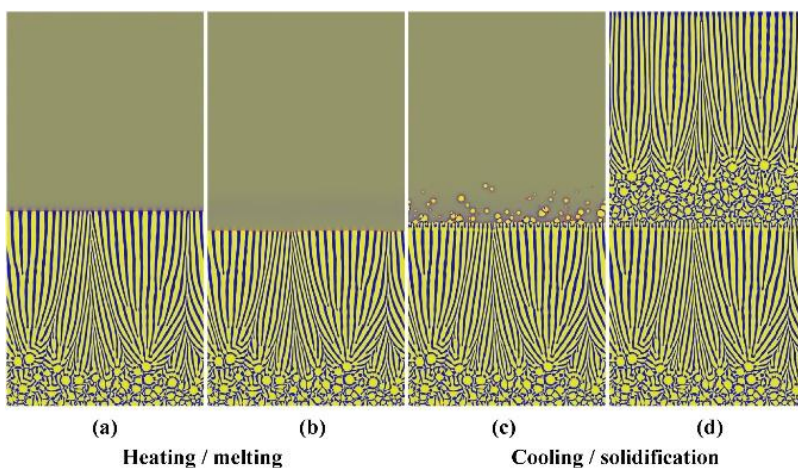 (a) (b) (c) (d)
Heating / melting Cooling / solidification